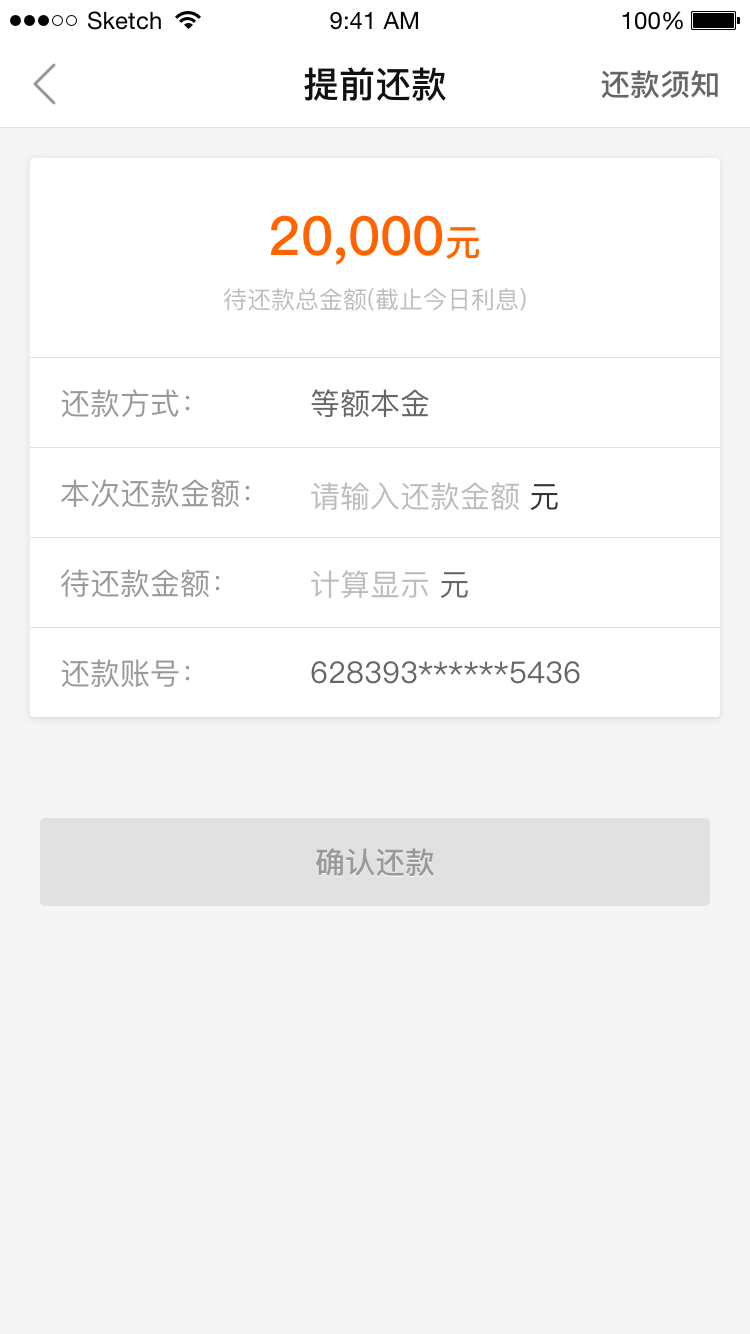 Sketch 9:41 AM 100%
提前还款 还款须知
20,000元
待还款总金额(截止今日利息)
还款方式: 等额本金
本次还款金额: 请输入还款金额 元
待还款金额: 计算显示 元
还款账号: 628393******5436
确认还款